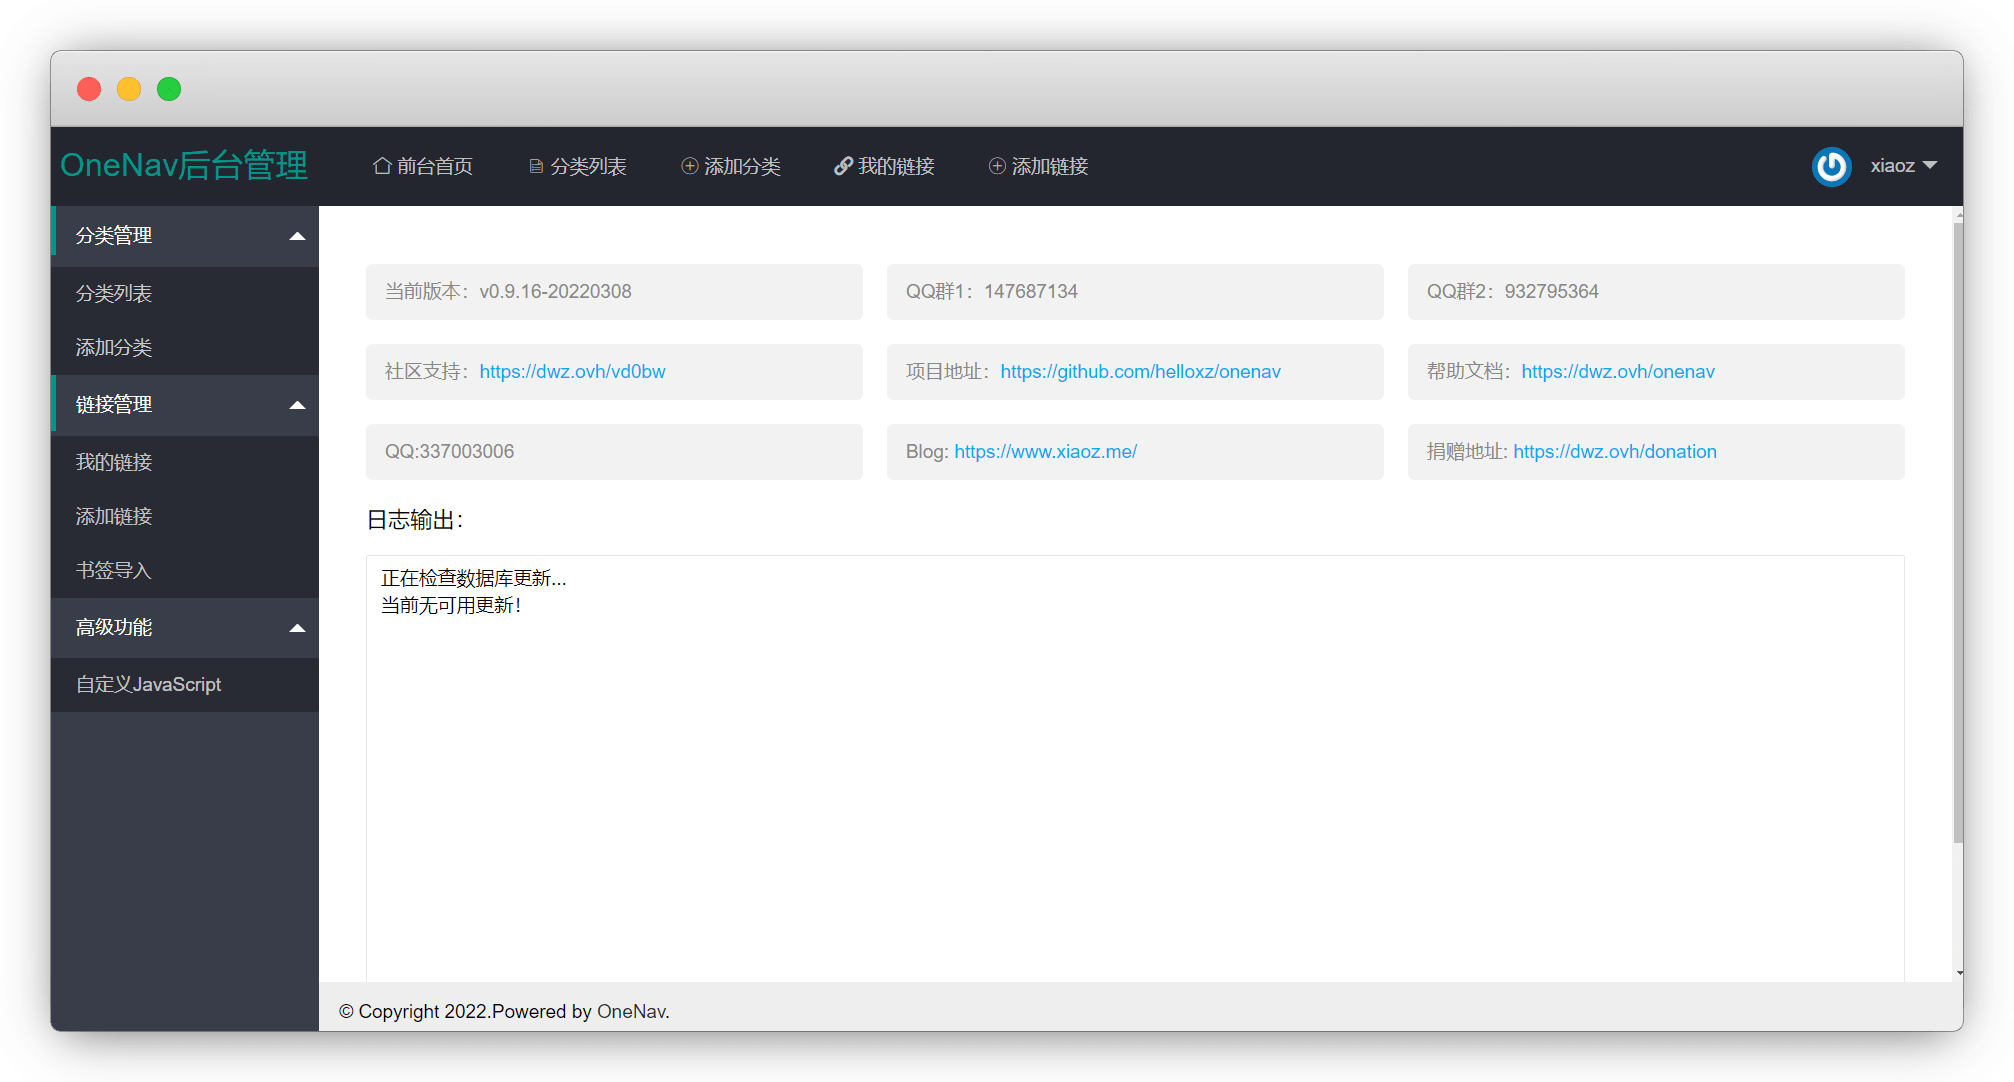 OneNav后台管理
前台首页
分类列表
添加分类
我的链接
添加链接
xiaoz
分类管理
分类列表
添加分类
链接管理
我的链接
添加链接
书签导入
高级功能
自定义JavaScript
当前版本：v0.9.16-20220308
QQ群1：147687134
QQ群2：932795364
社区支持：https://dwz.ovh/vd0bw
项目地址：https://github.com/helloxz/onenav
帮助文档：https://dwz.ovh/onenav
QQ:337003006
Blog: https://www.xiaoz.me/
捐赠地址: https://dwz.ovh/donation
日志输出：
正在检查数据库更新...
当前无可用更新！
© Copyright 2022.Powered by OneNav.